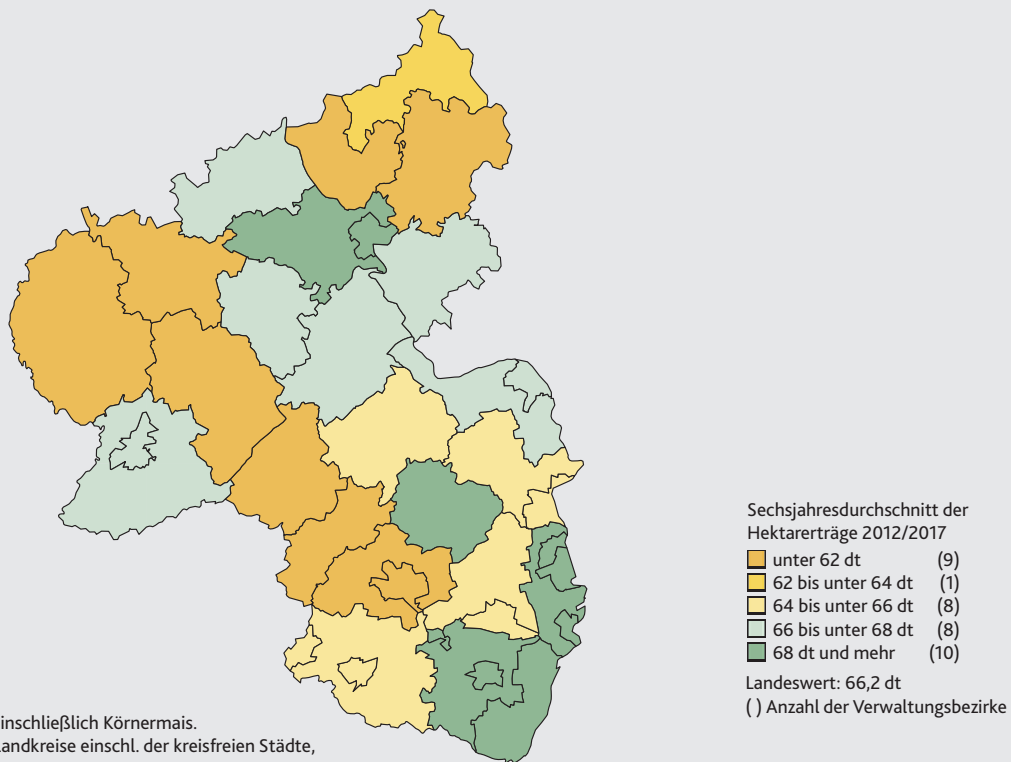 Sechsjahresdurchschnitt der
Hektarerträge 2012/2017
unter 62 dt (9)
62 bis unter 64 dt (1)
64 bis unter 66 dt (8)
66 bis unter 68 dt (8)
68 dt und mehr (10)
Landeswert: 66,2 dt
( ) Anzahl der Verwaltungsbezirke
inschließlich Körnermais.
andkreise einschl. der kreisfreien Städte,